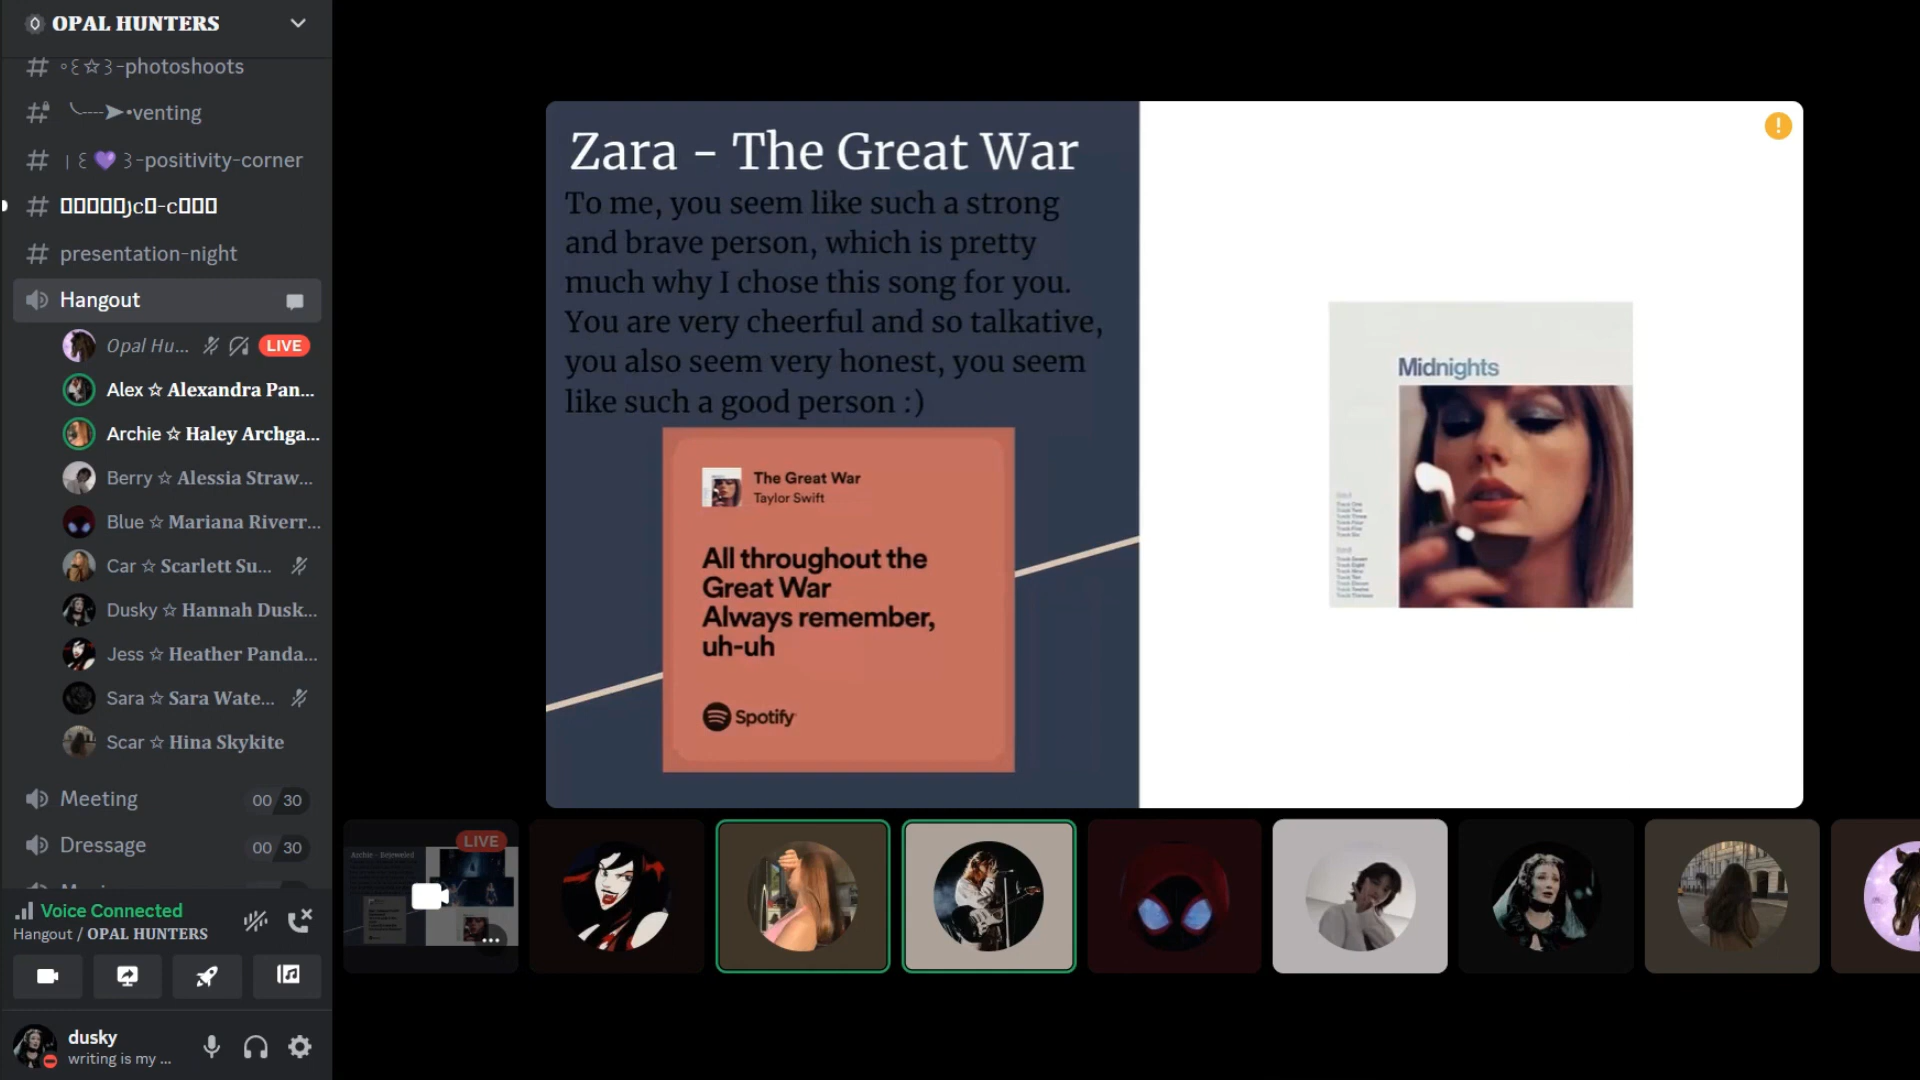 OPAL HUNTERS
-photoshoots
venting
-positivity-corner
presentation-night
Hangout
Opal Hu...
LIVE
Alex ☆ Alexandra Pan...
Archie ☆ Haley Archga...
Berry ☆ Alessia Straw...
Blue ☆ Mariana Riverr...
Car ☆ Scarlett Su...
Dusky ☆ Hannah Dusk...
Jess ☆ Heather Panda...
Sara ☆ Sara Wate...
Scar ☆ Hina Skykite
Meeting
00 / 30
Dressage
00 / 30
Voice Connected
Hangout / OPAL HUNTERS
dusky
writing is my ...
Zara - The Great War
To me, you seem like such a strong
and brave person, which is pretty
much why I chose this song for you.
You are very cheerful and so talkative,
you also seem very honest, you seem
like such a good person :)
The Great War
Taylor Swift
All throughout the
Great War
Always remember,
uh-uh
Spotify
Midnights
LIVE
Archie - Bejeweled